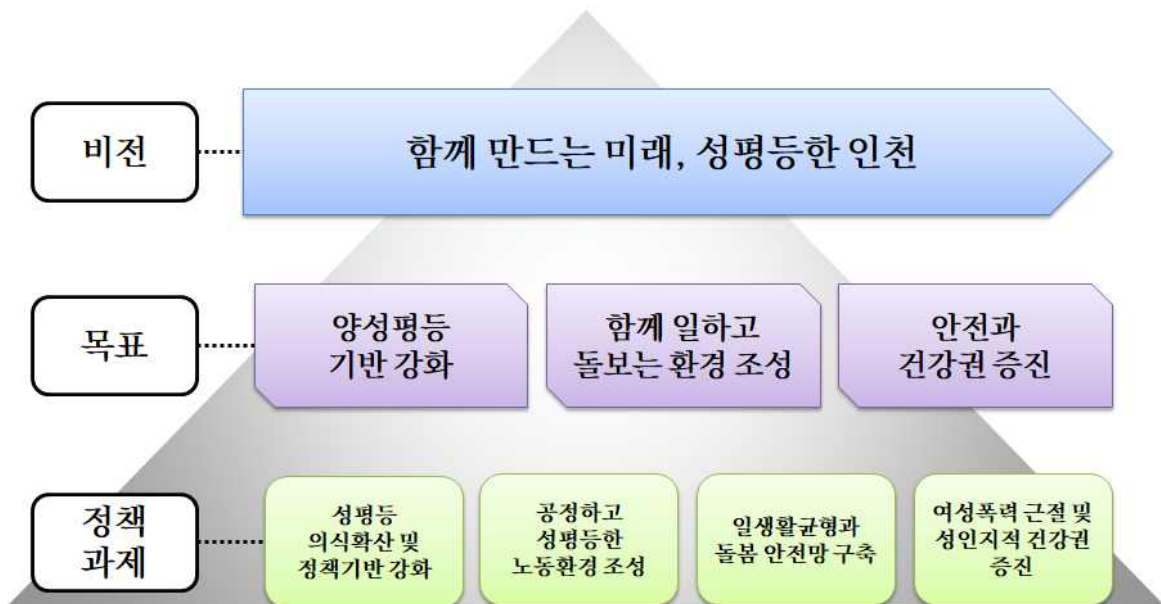 비전
함께 만드는 미래, 성평등한 인천
목표
양성평등
기반 강화
함께 일하고
돌보는 환경 조성
안전과
건강권 증진
정책
과제
성평등
의식확산 및
정책기반 강화
공정하고
성평등한
노동환경 조성
일생활균형과
돌봄 안전망 구축
여성폭력 근절 및
성인지적 건강권
증진